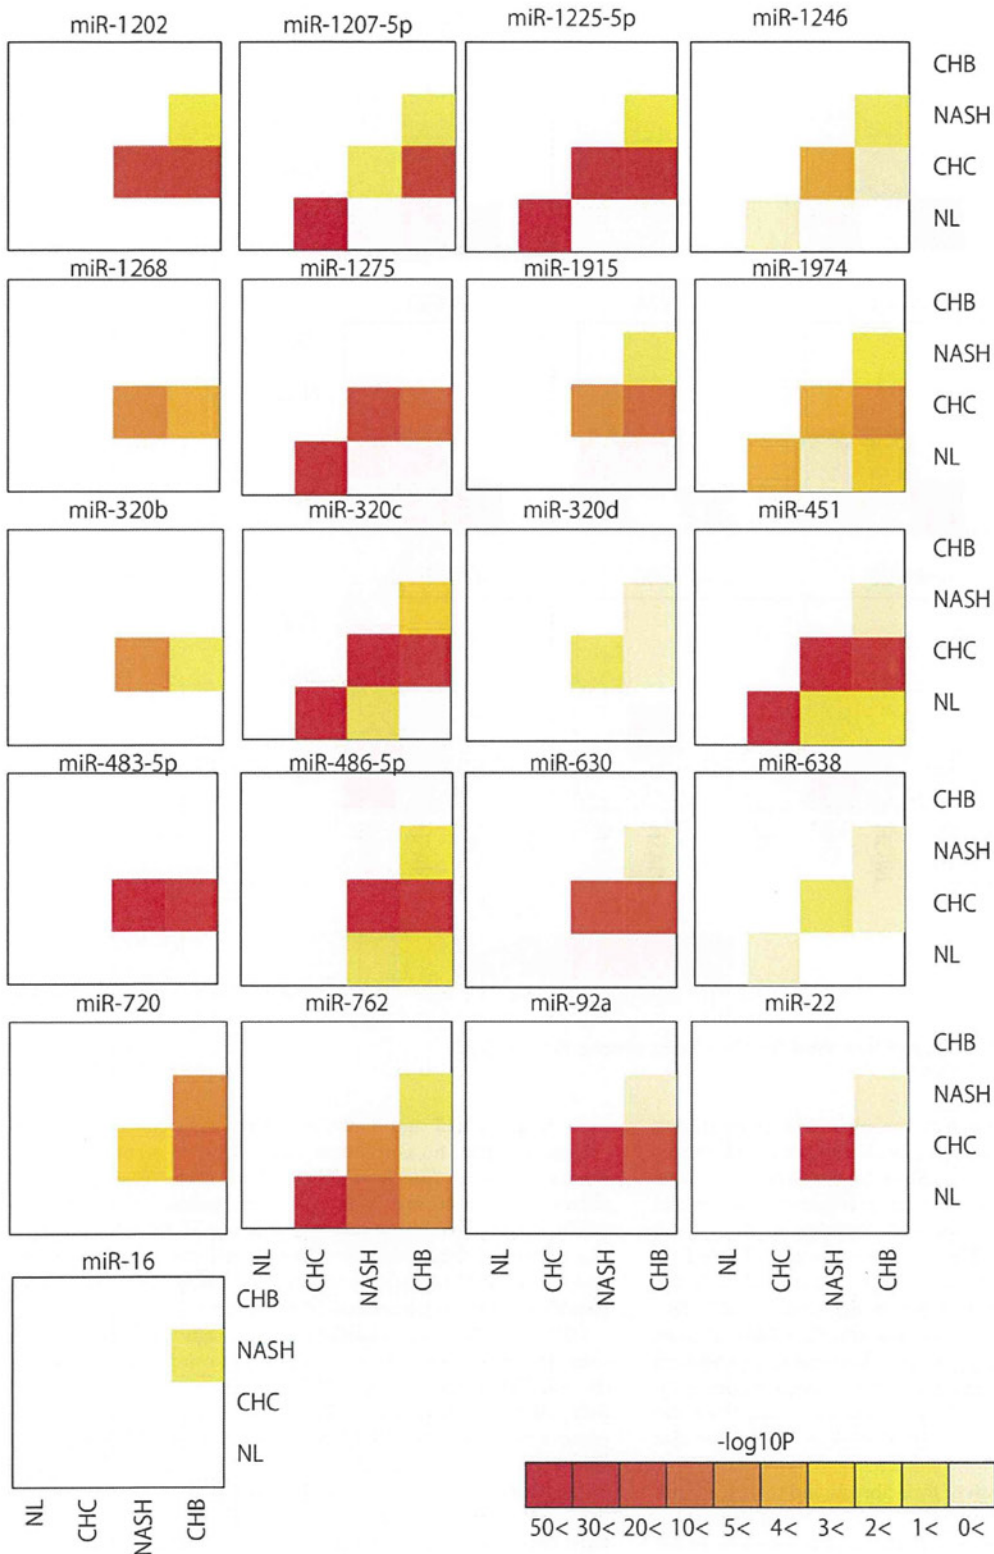 miR-1202 miR-1207-5p miR-1225-5p miR-1246
CHB
NASH
CHC
NL
miR-1268 miR-1275 miR-1915 miR-1974
CHB
NASH
CHC
NL
miR-320b miR-320c miR-320d miR-451
CHB
NASH
CHC
NL
miR-483-5p miR-486-5p miR-630 miR-638
CHB
NASH
CHC
NL
miR-720 miR-762 miR-92a miR-22
CHB
NASH
CHC
NL
NL CHC NASH CHB NL CHC NASH CHB NL CHC NASH CHB
miR-16
CHB
NASH
CHC
NL
NL CHC NASH CHB
-log10P
50< 30< 20< 10< 5< 4< 3< 2< 1< 0<